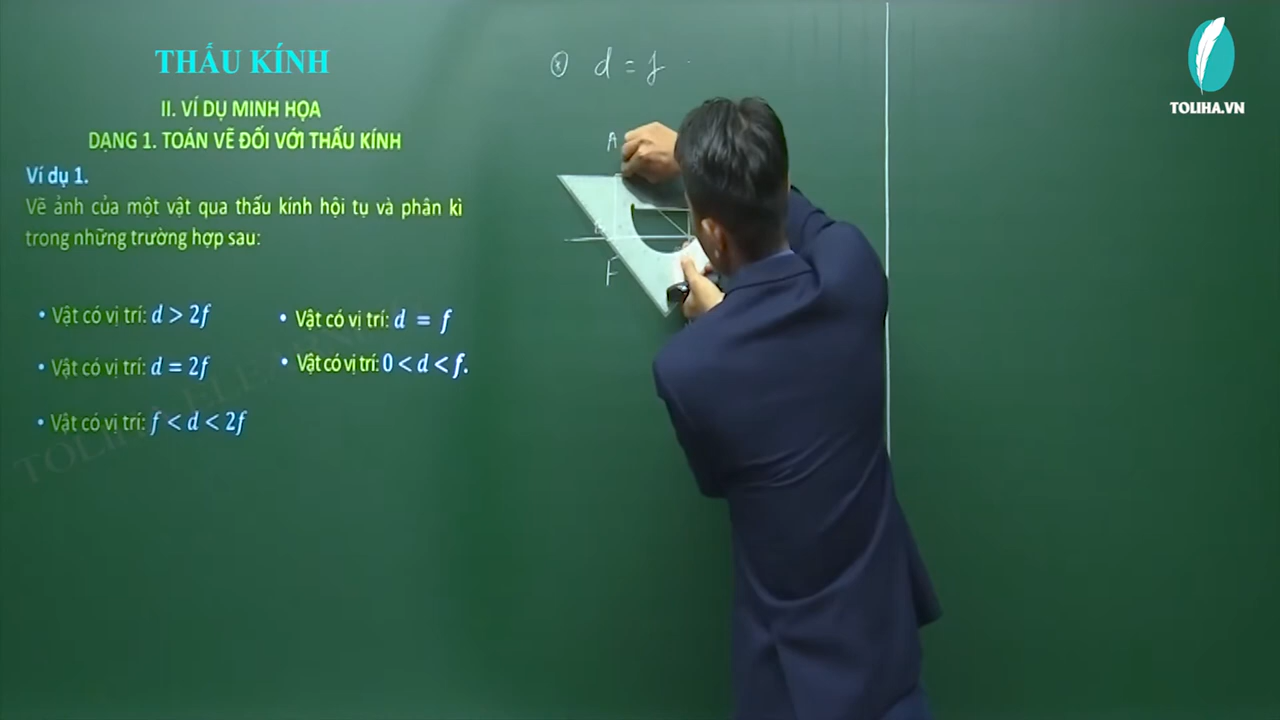 THẤU KÍNH
II. VÍ DỤ MINH HỌA
DẠNG 1. TOÁN VẼ ĐỐI VỚI THẤU KÍNH
Ví dụ 1.
Vẽ ảnh của một vật qua thấu kính hội tụ và phân kì
trong những trường hợp sau:
• Vật có vị trí: d > 2f
• Vật có vị trí: d = f
• Vật có vị trí: d = 2f
• Vật có vị trí: 0 < d < f.
• Vật có vị trí: f < d < 2f
d = f
A
F
TOLIHA.VN